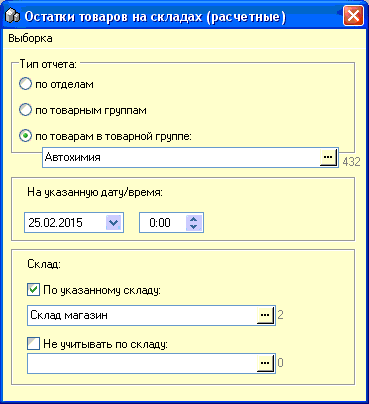 Остатки товаров на складах (расчетные)
Выборка
Тип отчета:
по отделам
по товарным группам
по товарам в товарной группе:
Автохимия ... 432
На указанную дату/время:
25.02.2015 0:00
Склад:
По указанному складу:
Склад магазин ... 2
Не учитывать по складу:
... 0